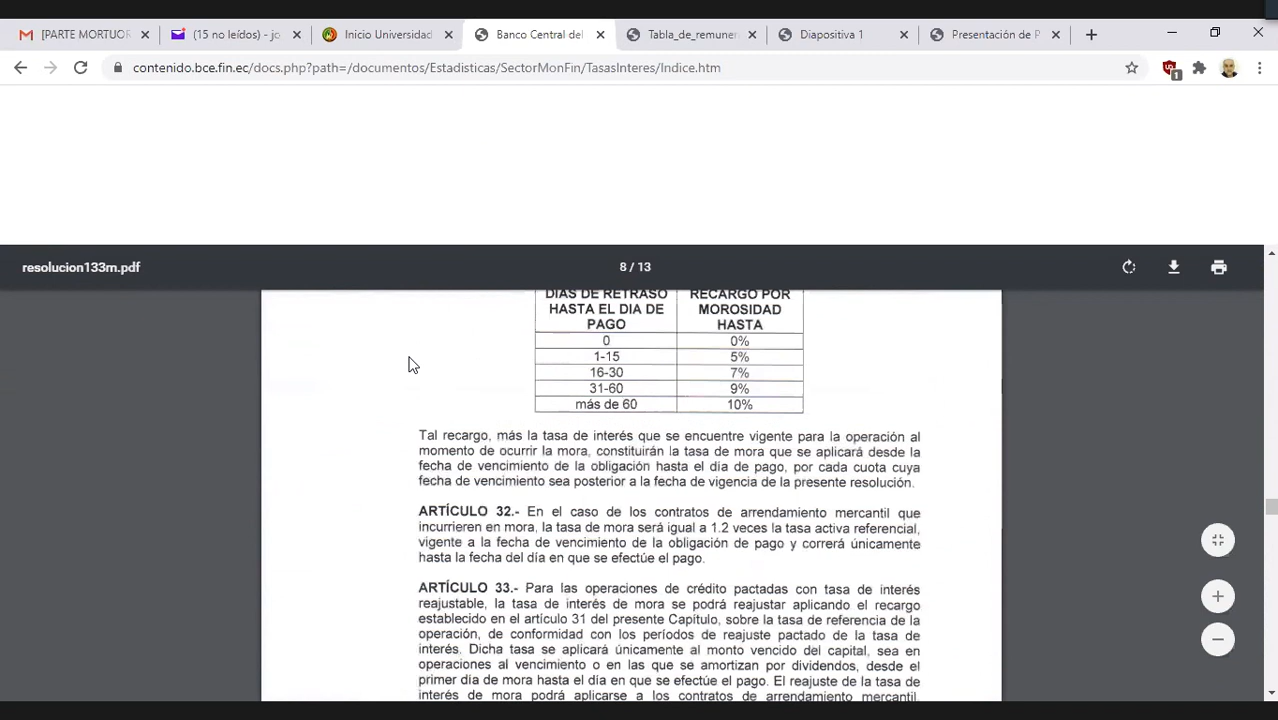 [PARTE MORTUOR
(15 no leídos) - jo
Inicio Universidad
Banco Central del
Tabla_de_remuner
Diapositiva 1
Presentación de P
contenido.bce.fin.ec/docs.php?path=/documentos/Estadisticas/SectorMonFin/TasasInteres/Indice.htm
1
resolucion133m.pdf
8 / 13
DIAS DE RETRASO RECARGO POR
HASTA EL DIA DE MOROSIDAD
PAGO HASTA
0 0%
1-15 5%
16-30 7%
31-60 9%
más de 60 10%
Tal recargo, más la tasa de interés que se encuentre vigente para la operación al
momento de ocurrir la mora, constituirán la tasa de mora que se aplicará desde la
fecha de vencimiento de la obligación hasta el día de pago, por cada cuota cuya
fecha de vencimiento sea posterior a la fecha de vigencia de la presente resolución.
ARTÍCULO 32.- En el caso de los contratos de arrendamiento mercantil que
incurrieren en mora, la tasa de mora será igual a 1.2 veces la tasa activa referencial,
vigente a la fecha de vencimiento de la obligación de pago y correrá únicamente
hasta la fecha del día en que se efectúe el pago.
ARTÍCULO 33.- Para las operaciones de crédito pactadas con tasa de interés
reajustable, la tasa de interés de mora se podrá reajustar aplicando el recargo
establecido en el artículo 31 del presente Capítulo, sobre la tasa de referencia de la
operación, de conformidad con los períodos de reajuste pactado de la tasa de
interés. Dicha tasa se aplicará únicamente al monto vencido del capital, sea en
operaciones al vencimiento o en las que se amortizan por dividendos, desde el
primer día de mora hasta el día en que se efectúe el pago. El reajuste de la tasa de
interés de mora podrá aplicarse a los contratos de arrendamiento mercantil,